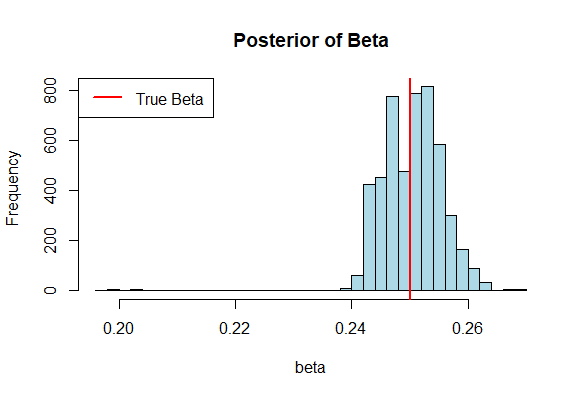 Posterior of Beta
True Beta
Frequency
0 200 400 600 800
0.20 0.22 0.24 0.26
beta